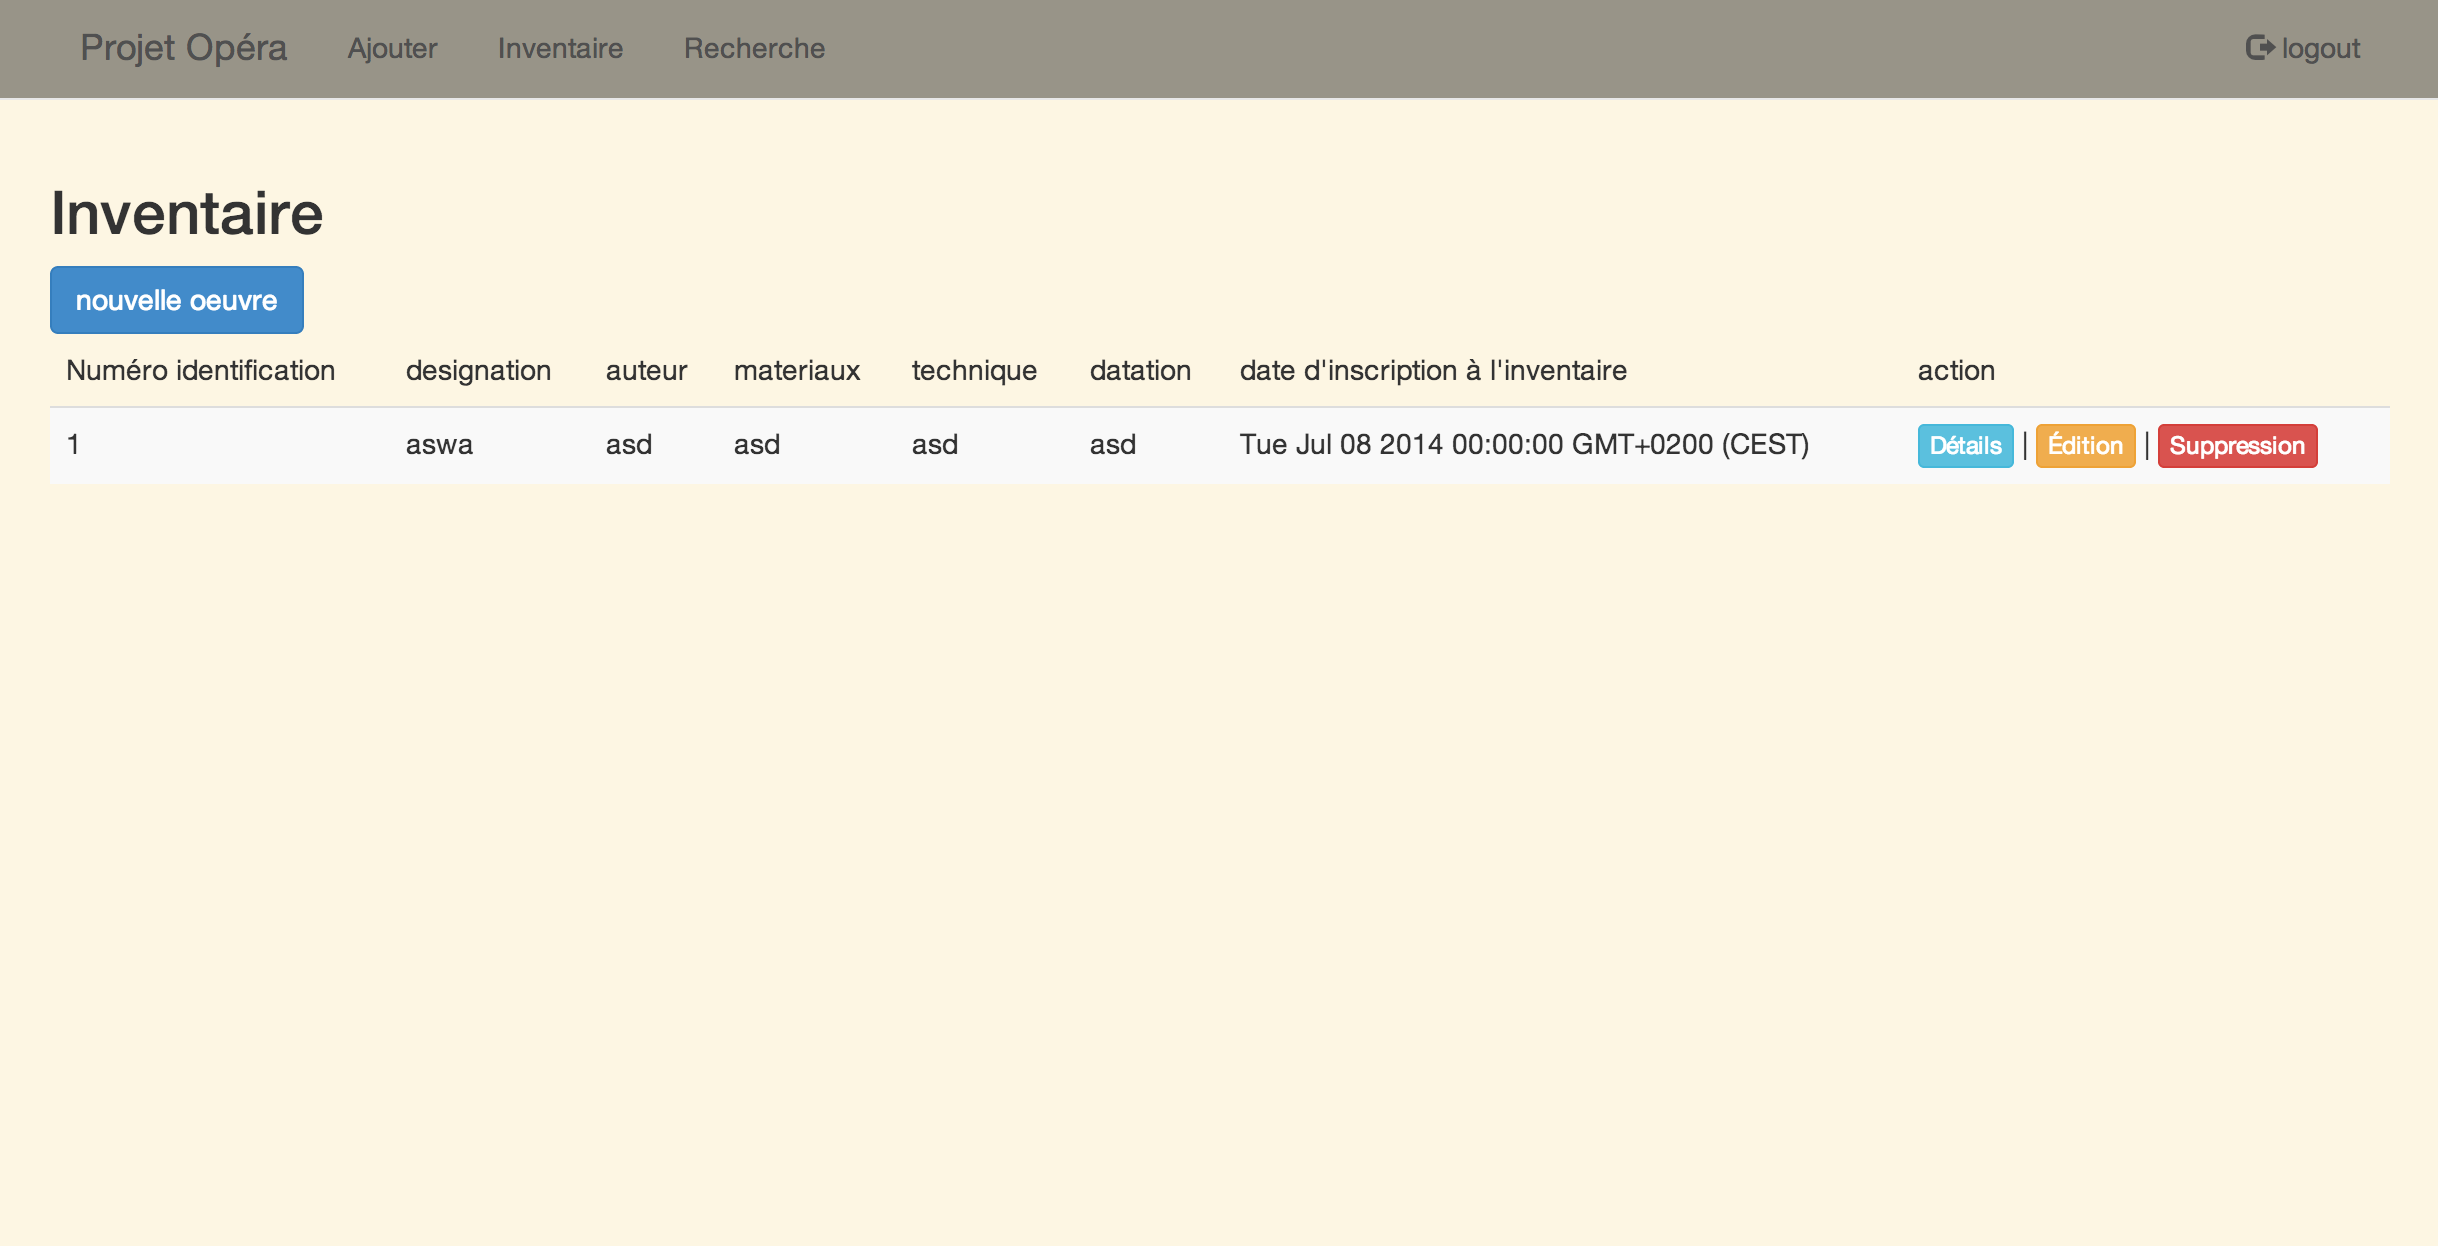 Projet Opéra Ajouter Inventaire Recherche logout
Inventaire
nouvelle oeuvre
Numéro identification designation auteur materiaux technique datation date d'inscription à l'inventaire action
1 aswa asd asd asd asd Tue Jul 08 2014 00:00:00 GMT+0200 (CEST) Détails | Édition | Suppression